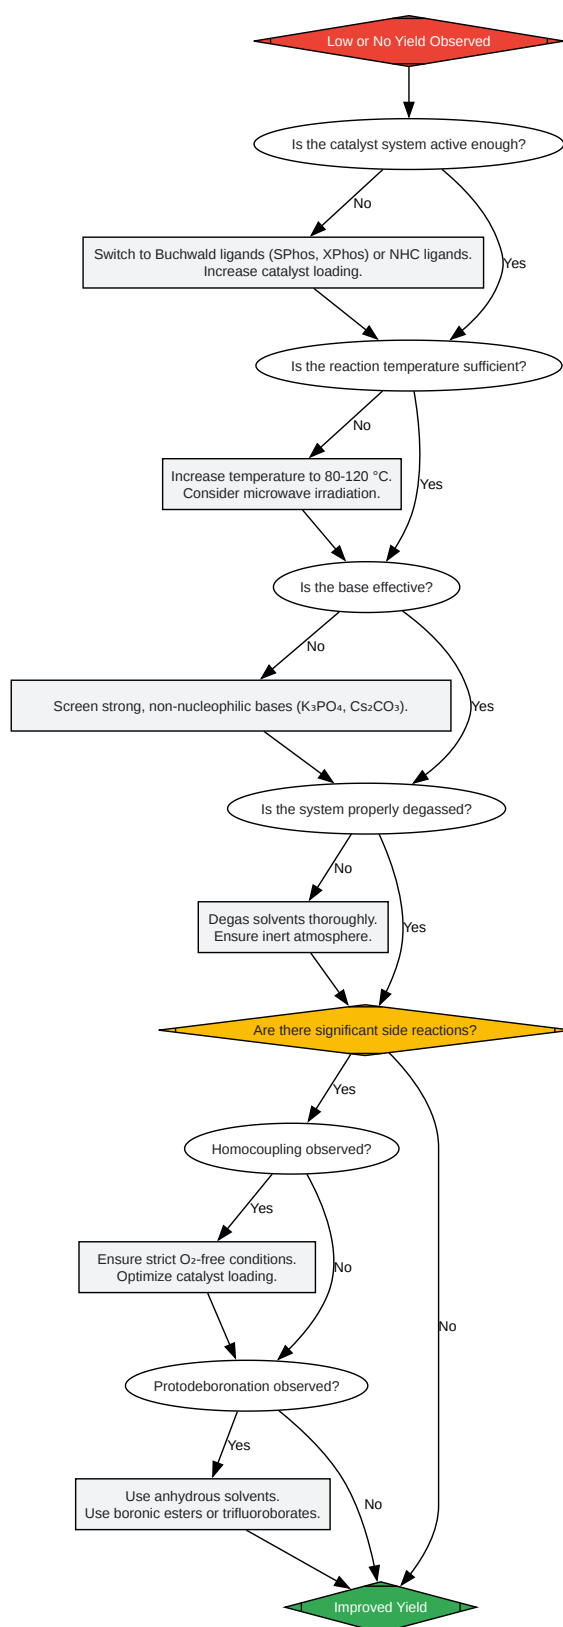 Low or No Yield Observed
Is the catalyst system active enough?
No
Switch to Buchwald ligands (SPhos, XPhos) or NHC ligands.
Increase catalyst loading.
Yes
Is the reaction temperature sufficient?
No
Increase temperature to 80-120 °C.
Consider microwave irradiation.
Yes
Is the base effective?
No
Screen strong, non-nucleophilic bases (K₃PO₄, Cs₂CO₃).
Yes
Is the system properly degassed?
No
Degas solvents thoroughly.
Ensure inert atmosphere.
Yes
Are there significant side reactions?
Yes
Homocoupling observed?
Yes
Ensure strict O₂-free conditions.
Optimize catalyst loading.
No
No
Protodeboronation observed?
Yes
Use anhydrous solvents.
Use boronic esters or trifluoroborates.
No
Improved Yield